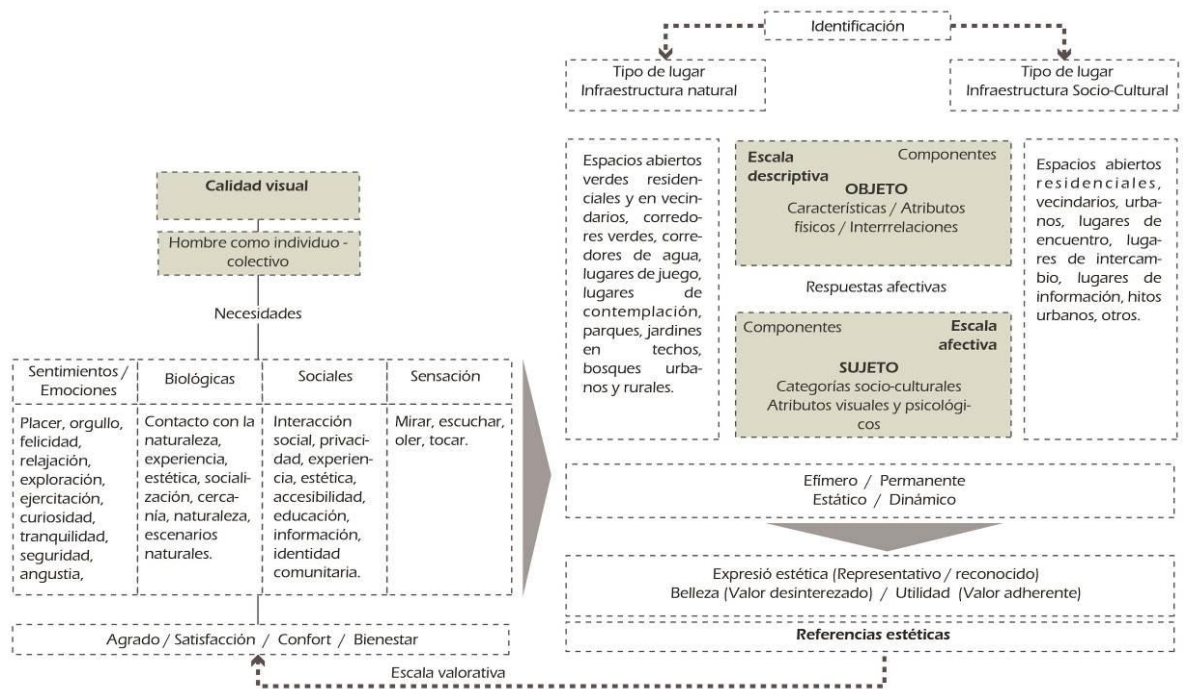 Identificación
Tipo de lugar
Infraestructura natural
Tipo de lugar
Infraestructura Socio-Cultural
Calidad visual
Hombre como individuo -
colectivo
Necesidades
Sentimientos /
Emociones
Placer, orgullo,
felicidad,
relajación,
exploración,
ejercitación,
curiosidad,
tranquilidad,
seguridad,
angustia,
Biológicas
Contacto con la
naturaleza,
experiencia,
estética, sociali-
zación, cerca-
nía, naturaleza,
escenarios
naturales.
Sociales
Interacción
social, privaci-
dad, experien-
cia, estética,
accesibilidad,
educación,
información,
identidad
comunitaria.
Sensación
Mirar, escuchar,
oler, tocar.
Agrado / Satisfacción / Confort / Bienestar
Espacios abiertos
verdes residen-
ciales y en vecin-
darios, corredo-
res verdes, corre-
dores de agua,
lugares de juego,
lugares de
contemplación,
parques, jardines
en techos,
bosques urba-
nos y rurales.
Escala
descriptiva
Componentes
OBJETO
Características / Atributos
físicos / Interrrelaciones
Respuestas afectivas
Componentes
Escala
afectiva
SUJETO
Categorías socio-culturales
Atributos visuales y psicológi-
cos
Espacios abiertos
residenciales,
vecindarios, urba-
nos, lugares de
encuentro, luga-
res de intercam-
bio, lugares de
información, hitos
urbanos, otros.
Efímero / Permanente
Estático / Dinámico
Expresió estética (Representativo / reconocido)
Belleza (Valor desinterezado) / Utilidad (Valor adherente)
Referencias estéticas
Escala valorativa